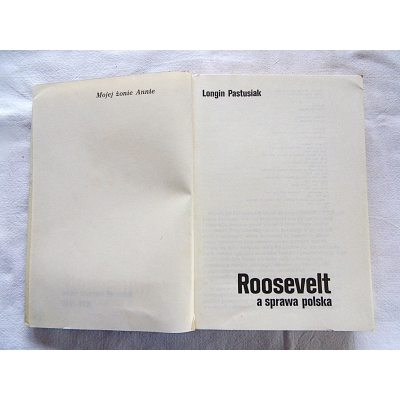 Mojej żonie Annie
Longin Pastusiak
Roosevelt
a sprawa polska